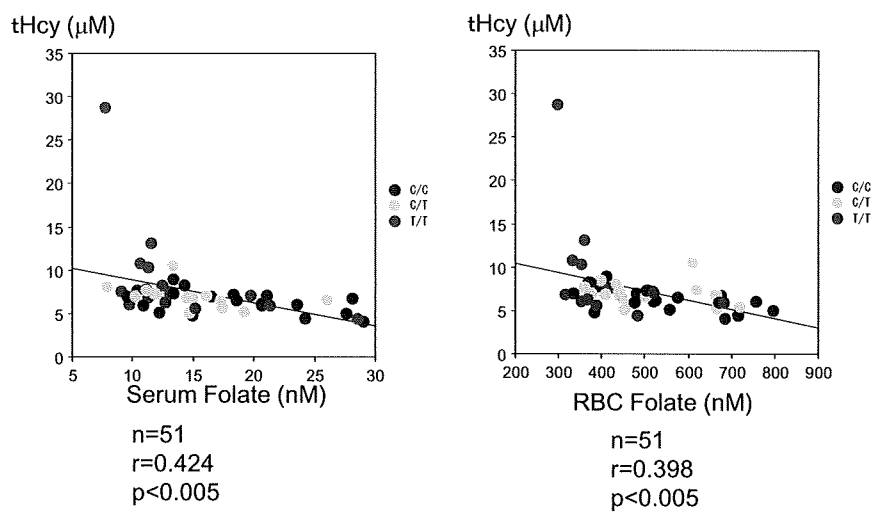 tHcy (μM)
35
30
25
20
15
10
5
0
5 10 15 20 25 30
Serum Folate (nM)
C/C
C/T
T/T
n=51
r=0.424
p<0.005
tHcy (μM)
35
30
25
20
15
10
5
0
200 300 400 500 600 700 800 900
RBC Folate (nM)
C/C
C/T
T/T
n=51
r=0.398
p<0.005